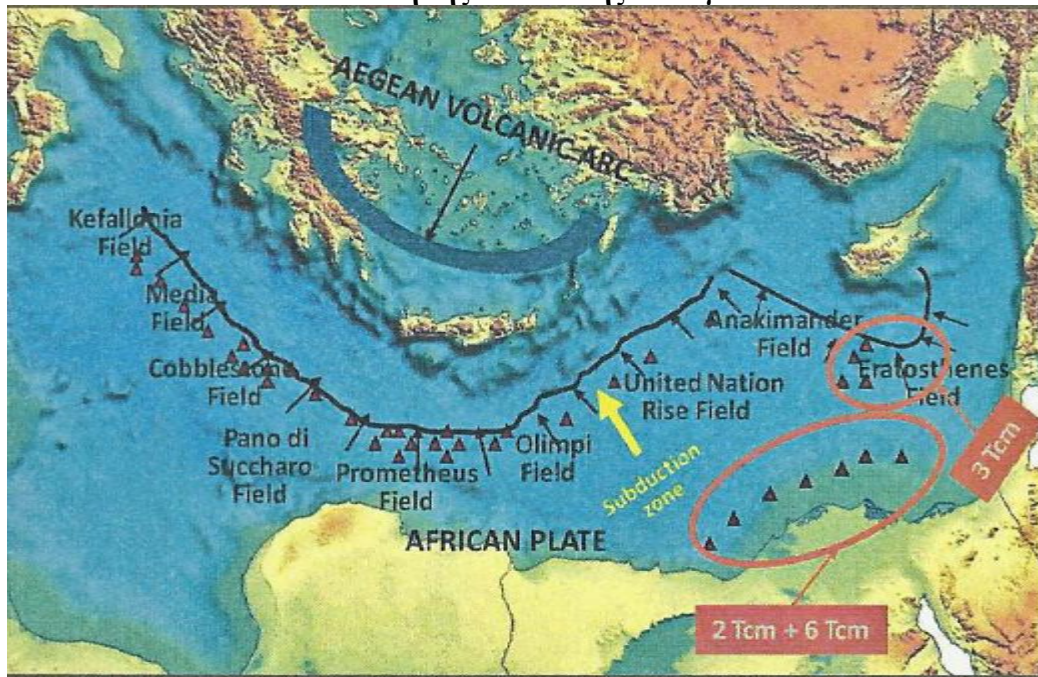 AEGEAN VOLCANIC ARC
Kefallonia
Field
Media
Field
Cobblestone
Field
Pano di
Succharo
Field
Prometheus
Field
Olimpi
Field
United Nation
Rise Field
Anakimander
Field
Eratosthenes
Field
Subduction
zone
AFRICAN PLATE
3 Tcm
2 Tcm + 6 Tcm